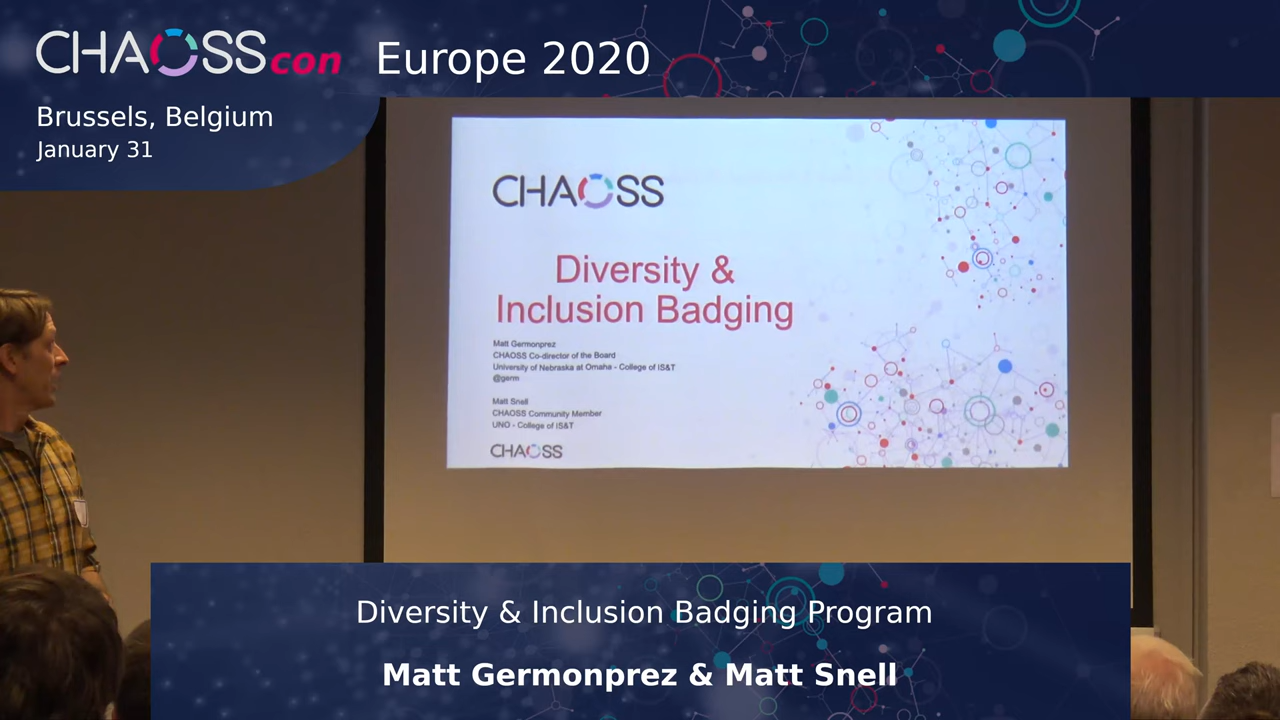 CHAOSScon Europe 2020
Brussels, Belgium
January 31
CHAOSS
Diversity &
Inclusion Badging
Matt Germonprez
CHAOSS Co-director of the Board
University of Nebraska at Omaha - College of IS&T
@germ
Matt Snell
CHAOSS Community Member
UNO - College of IS&T
CHAOSS
Diversity & Inclusion Badging Program
Matt Germonprez & Matt Snell